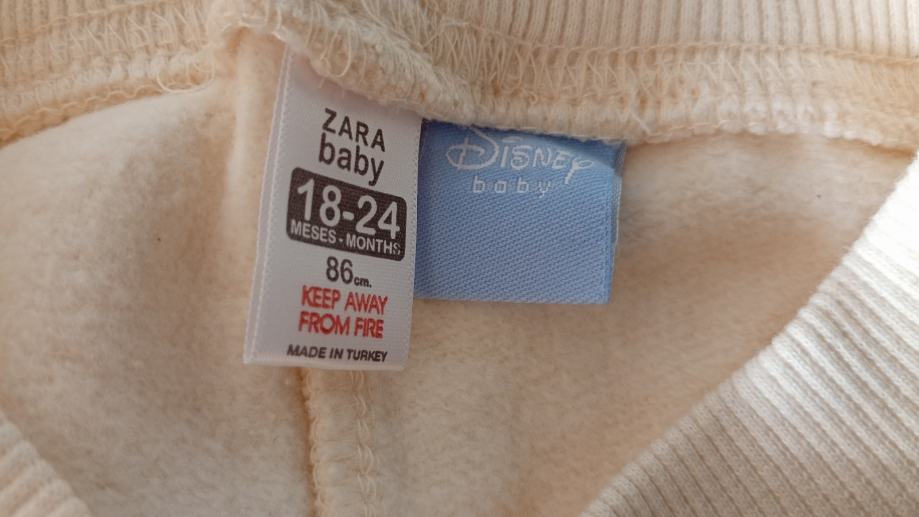 ZARA
baby
18-24
MESES - MONTHS
86cm.
KEEP AWAY
FROM FIRE
MADE IN TURKEY
DISNEY
baby